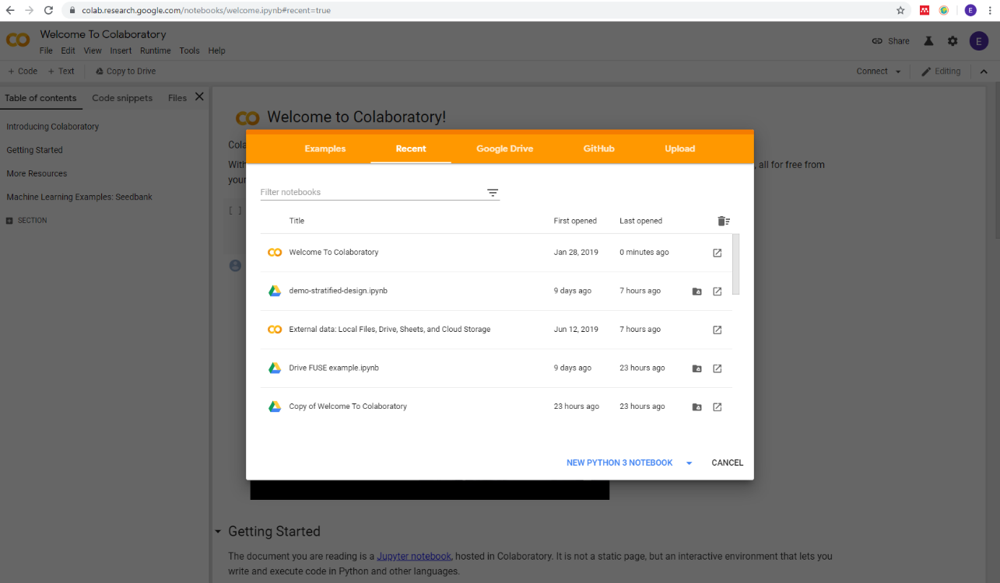 colab.research.google.com/notebooks/welcome.ipynb#recent=true
E
Welcome To Colaboratory
File Edit View Insert Runtime Tools Help
Share
E
+ Code + Text Copy to Drive
Connect Editing
Table of contents Code snippets Files
Introducing Colaboratory
Getting Started
More Resources
Machine Learning Examples: Seedbank
SECTION
Welcome to Colaboratory!
Cola
With , all for free from
your
[ ]
Examples Recent Google Drive GitHub Upload
Filter notebooks
Title First opened Last opened
Welcome To Colaboratory Jan 28, 2019 0 minutes ago
demo-stratified-design.ipynb 9 days ago 7 hours ago
External data: Local Files, Drive, Sheets, and Cloud Storage Jun 12, 2019 7 hours ago
Drive FUSE example.ipynb 9 days ago 23 hours ago
Copy of Welcome To Colaboratory 23 hours ago 23 hours ago
NEW PYTHON 3 NOTEBOOK CANCEL
Getting Started
The document you are reading is a Jupyter notebook, hosted in Colaboratory. It is not a static page, but an interactive environment that lets you
write and execute code in Python and other languages.